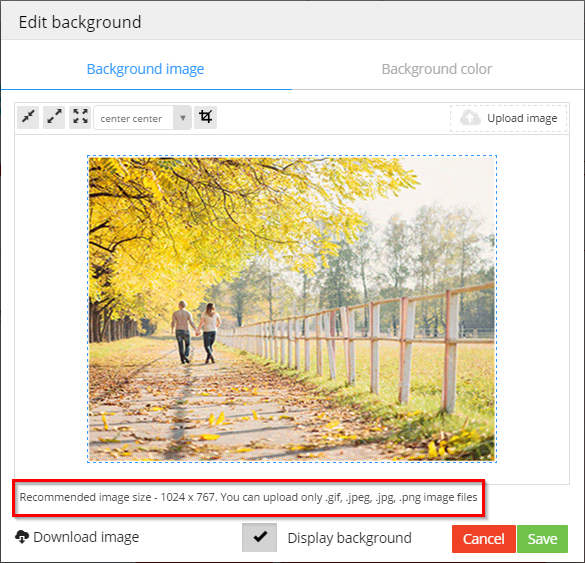 Edit background
Background image
Background color
center center
Upload image
Recommended image size - 1024 x 767. You can upload only .gif, .jpeg, .jpg, .png image files
Download image
Display background
Cancel
Save